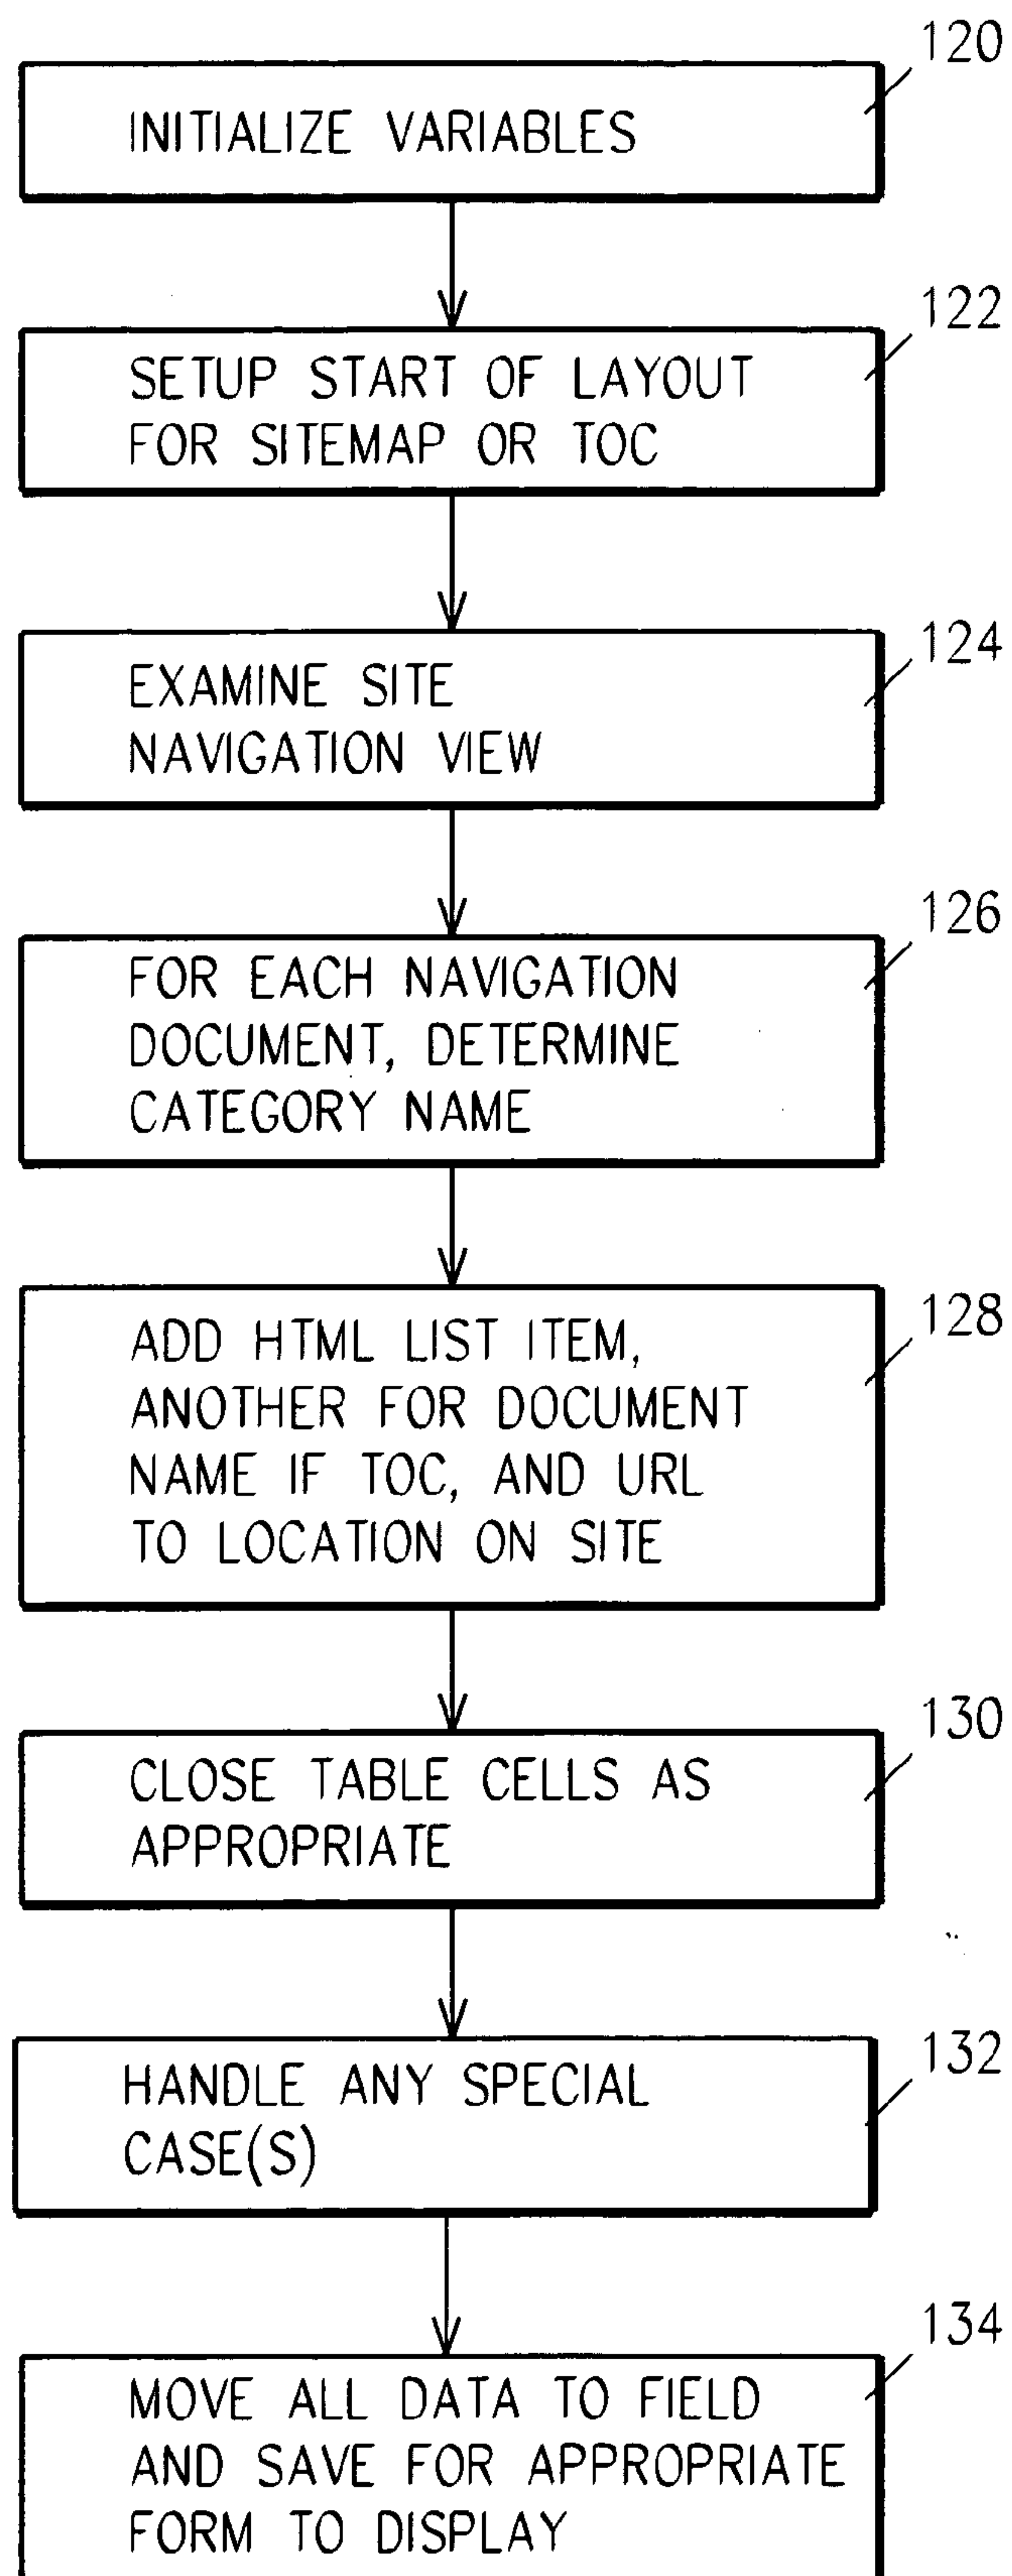 120
INITIALIZE VARIABLES
122
SETUP START OF LAYOUT
FOR SITEMAP OR TOC
124
EXAMINE SITE
NAVIGATION VIEW
126
FOR EACH NAVIGATION
DOCUMENT, DETERMINE
CATEGORY NAME
128
ADD HTML LIST ITEM,
ANOTHER FOR DOCUMENT
NAME IF TOC, AND URL
TO LOCATION ON SITE
130
CLOSE TABLE CELLS AS
APPROPRIATE
132
HANDLE ANY SPECIAL
CASE(S)
134
MOVE ALL DATA TO FIELD
AND SAVE FOR APPROPRIATE
FORM TO DISPLAY